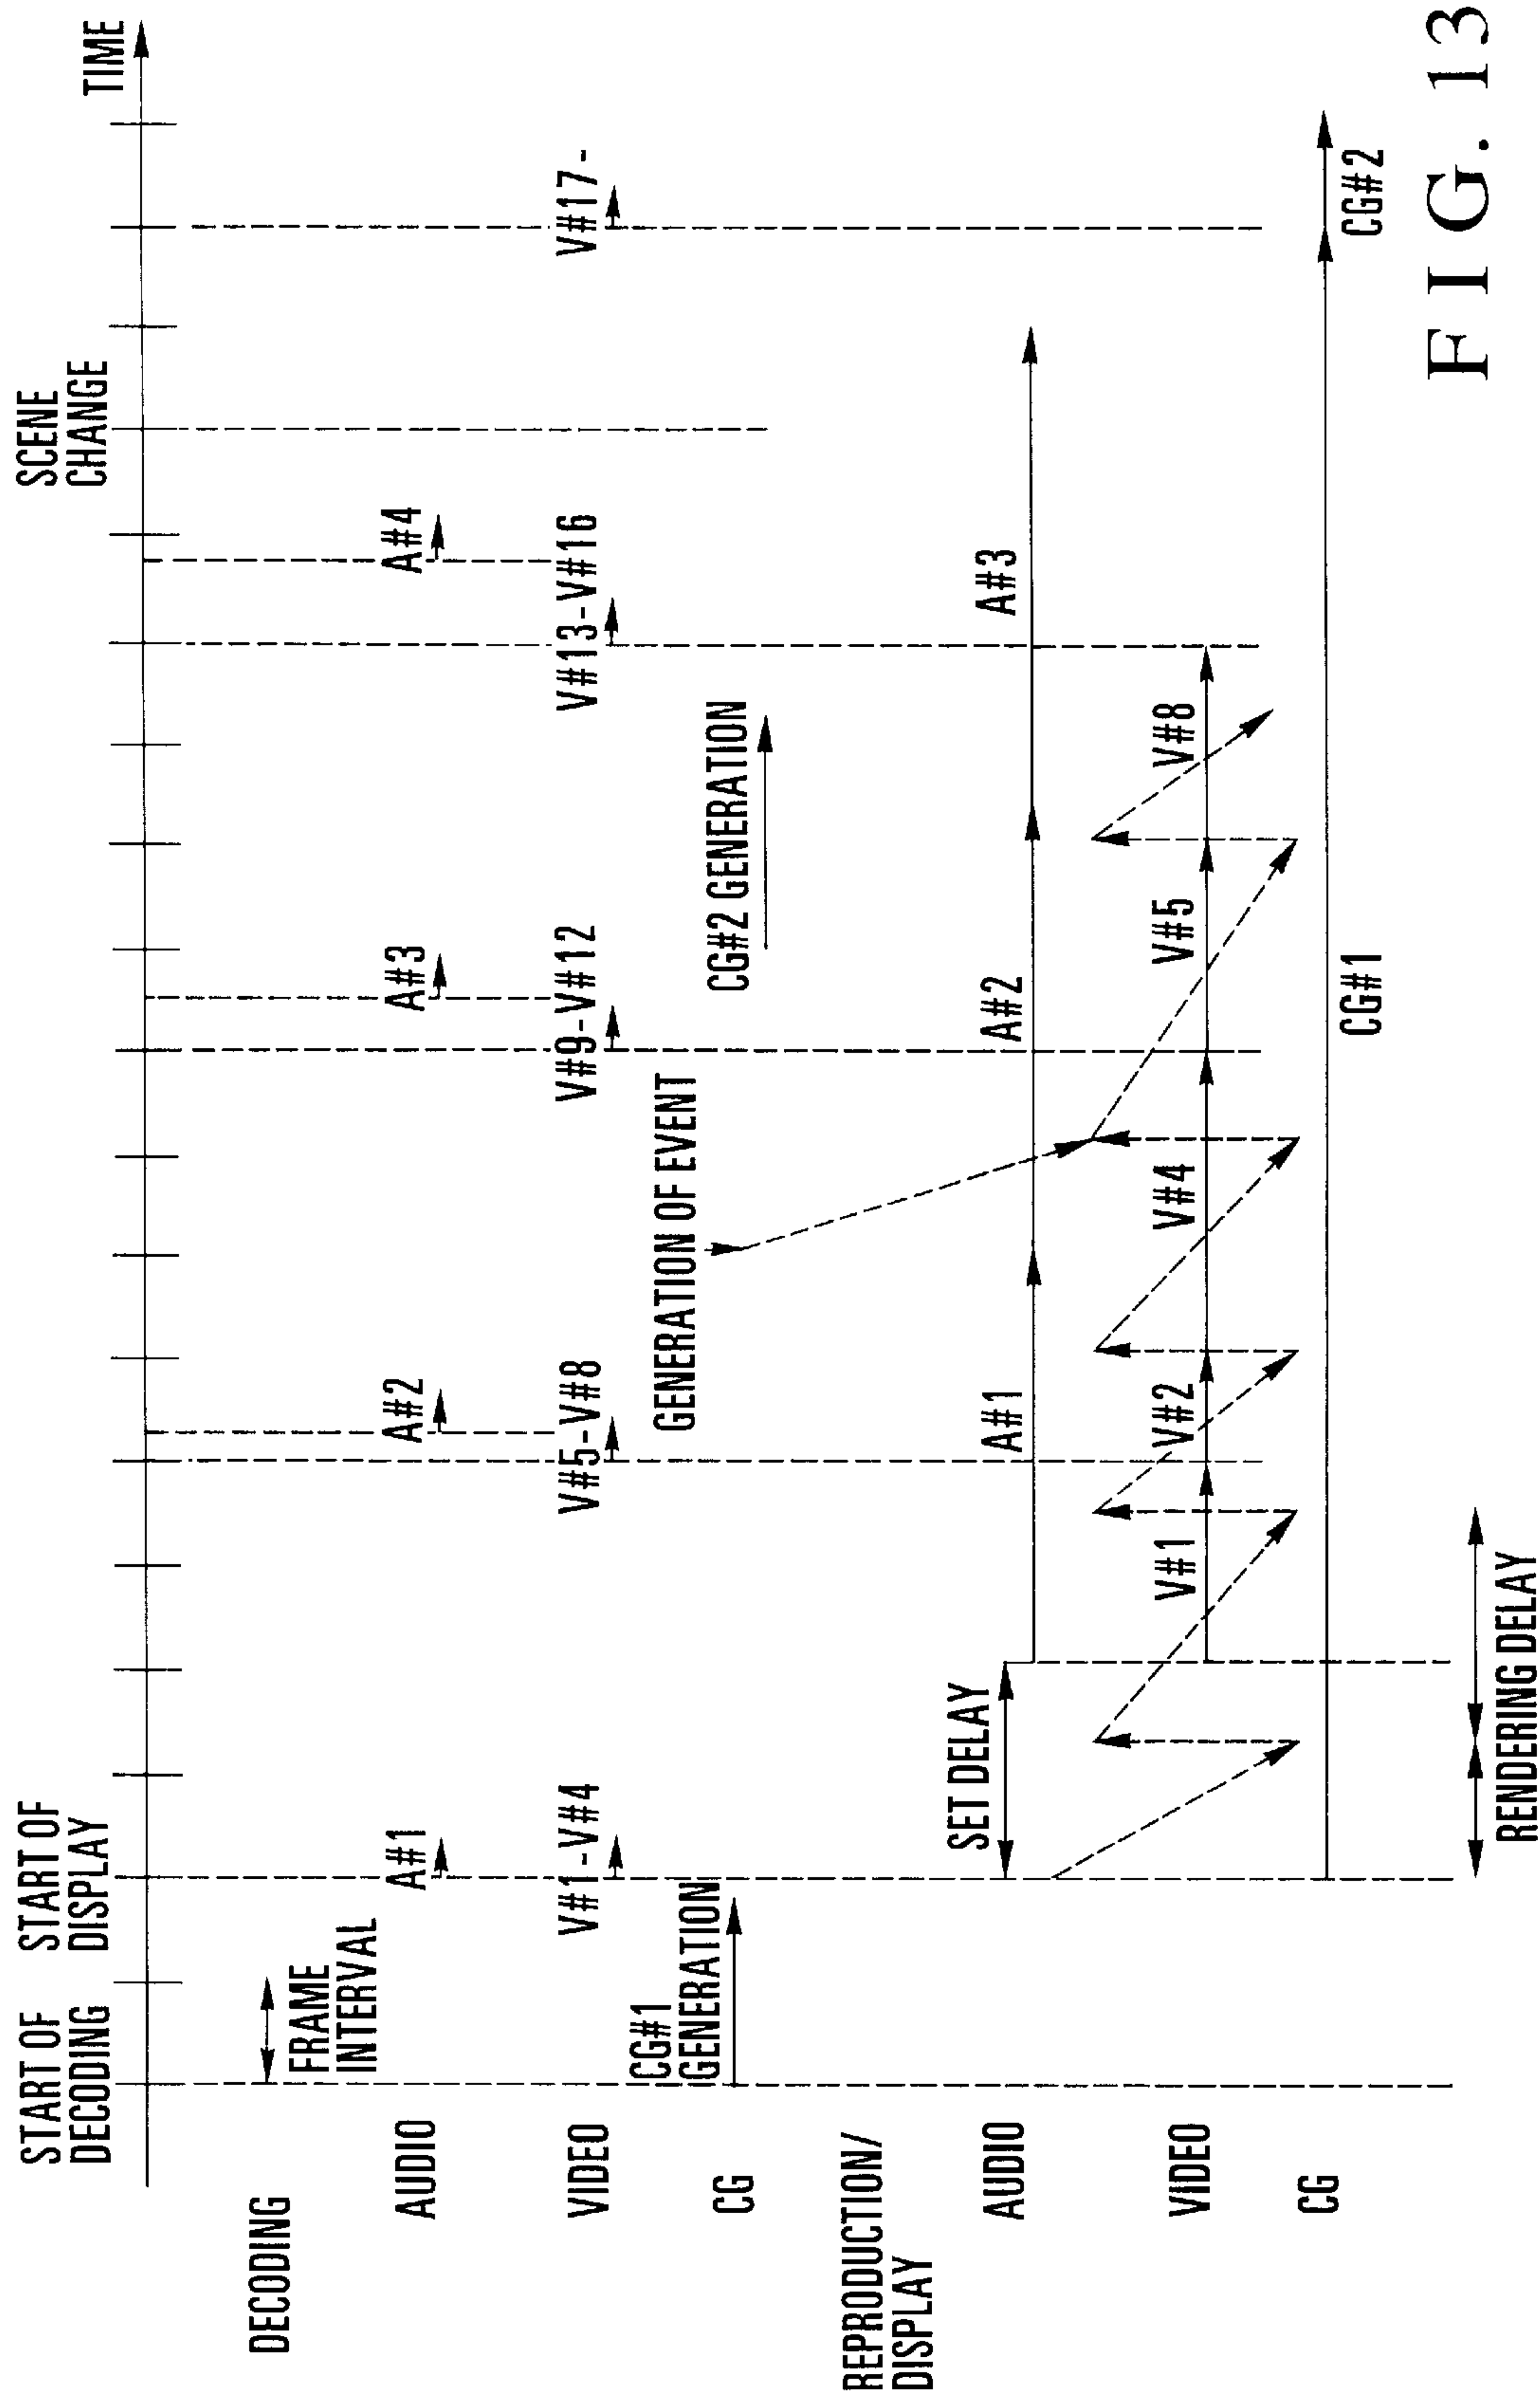 START OF
DECODING
START OF
DISPLAY
SCENE
CHANGE
TIME
DECODING
FRAME
INTERVAL
AUDIO
A#1
A#2
A#3
A#4
VIDEO
V#1-V#4
V#5-V#8
V#9-V#12
V#13-V#16
V#17-
CG
CG#1
GENERATION
GENERATION OF EVENT
CG#2 GENERATION
REPRODUCTION/
DISPLAY
SET DELAY
AUDIO
A#1
A#2
A#3
VIDEO
V#1
V#2
V#4
V#5
V#8
CG
CG#1
CG#2
RENDERING DELAY
FIG. 13